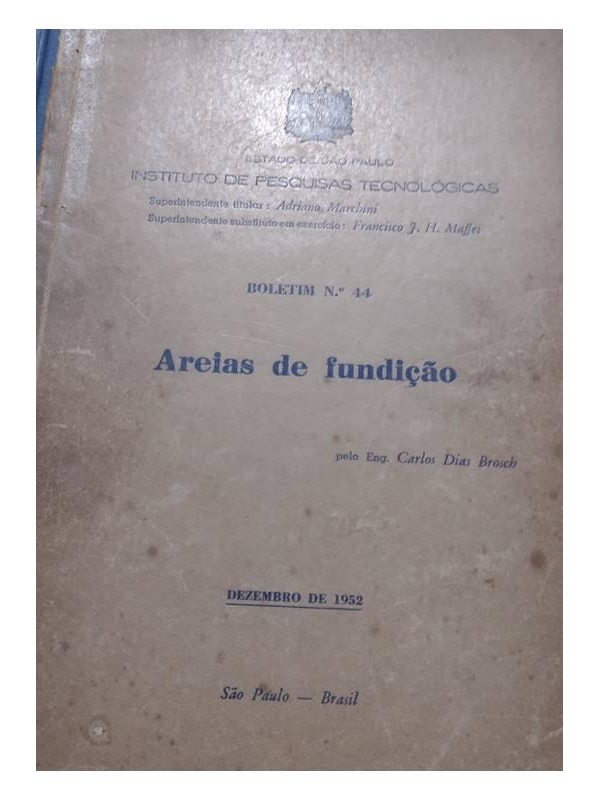 ESTADO DE SÃO PAULO
INSTITUTO DE PESQUISAS TECNOLÓGICAS
Superintendente titular: Adriano Marchini
Superintendente substituto em exercício: Francisco J. H. Maffei
BOLETIM N.º 44
Areias de fundição
pelo Eng. Carlos Dias Brosch
DEZEMBRO DE 1952
São Paulo — Brasil